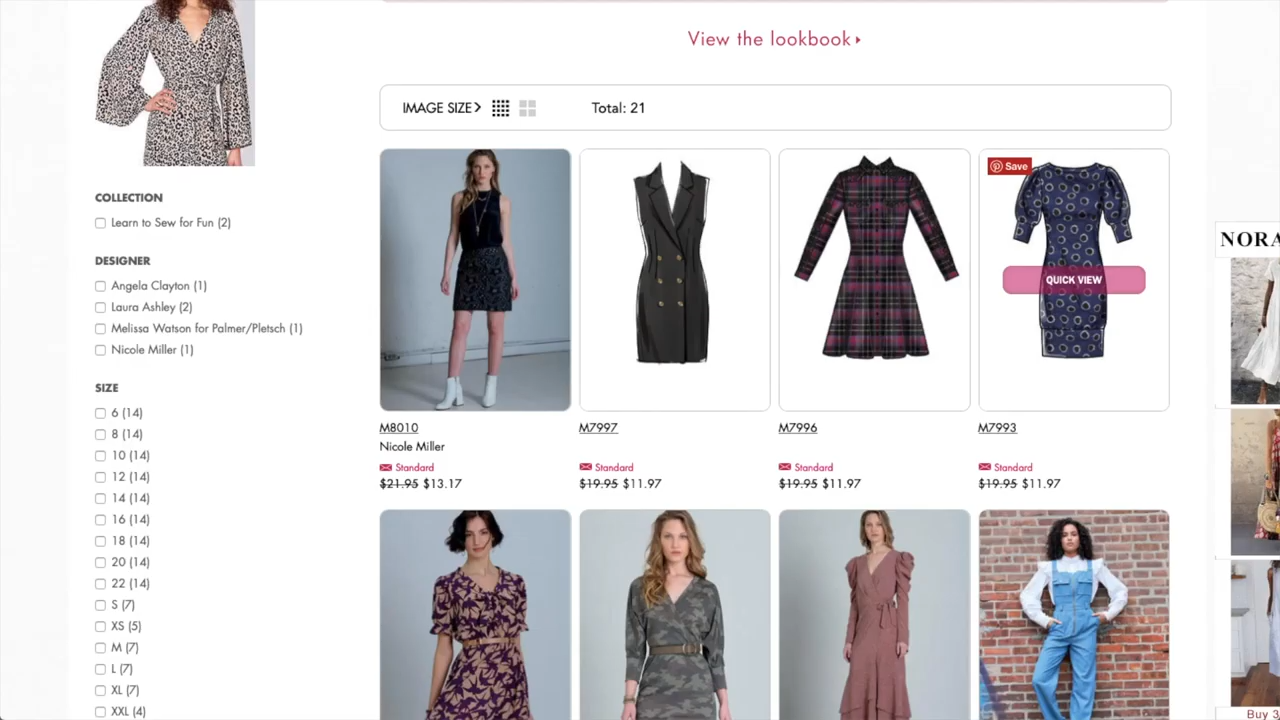 View the lookbook
IMAGE SIZE
Total: 21
COLLECTION
Learn to Sew for Fun (2)
DESIGNER
Angela Clayton (1)
Laura Ashley (2)
Melissa Watson for Palmer/Pletsch (1)
Nicole Miller (1)
SIZE
6 (14)
8 (14)
10 (14)
12 (14)
14 (14)
16 (14)
18 (14)
20 (14)
22 (14)
S (7)
XS (5)
M (7)
L (7)
XL (7)
XXL (4)
Save
QUICK VIEW
M8010
Nicole Miller
Standard
$21.95 $13.17
M7997
Standard
$19.95 $11.97
M7996
Standard
$19.95 $11.97
M7993
Standard
$19.95 $11.97
NORA
Buy 3